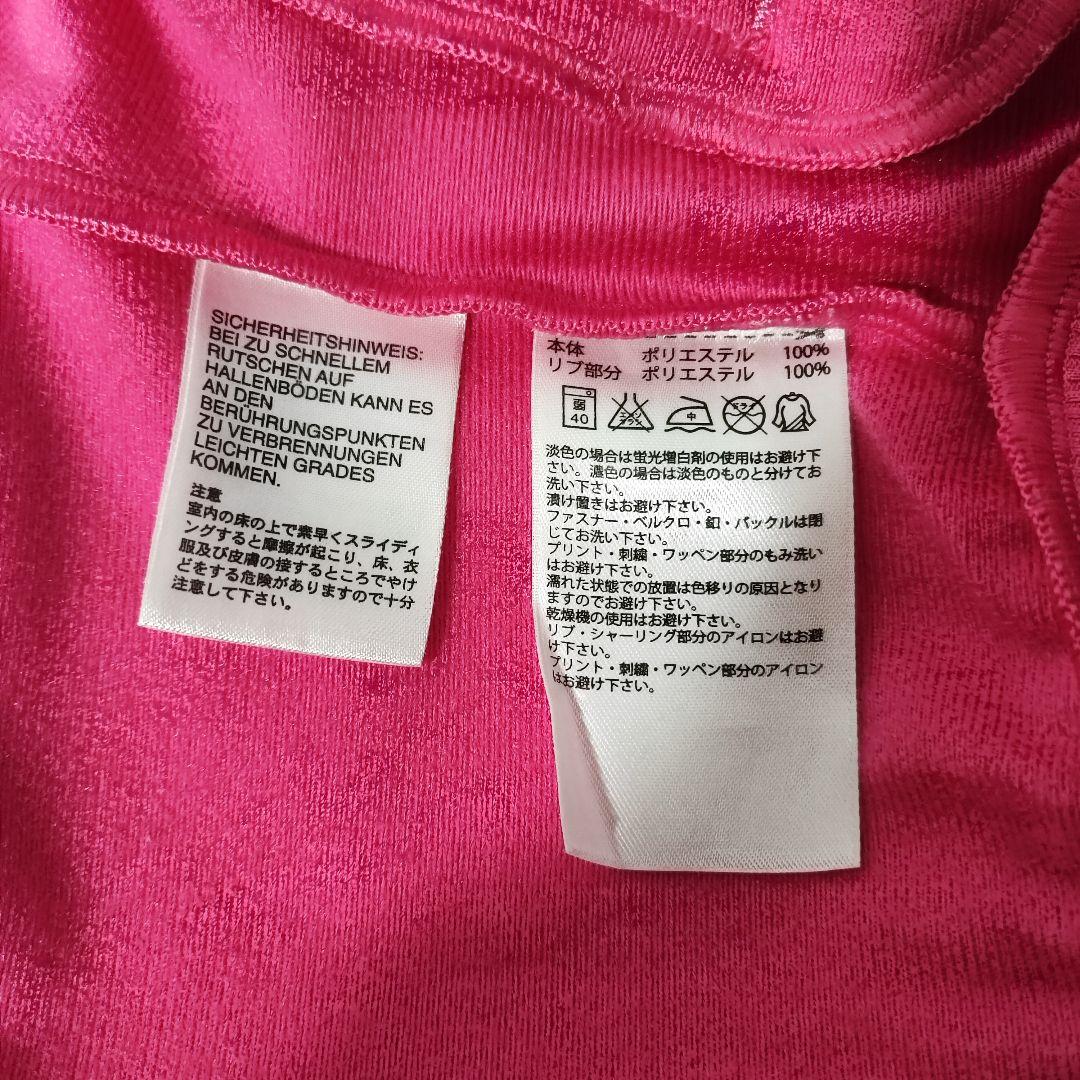 SICHERHEITSHINWEIS:
BEI ZU SCHNELLEM
RUTSCHEN AUF
HALLENBÖDEN KANN ES
AN DEN
BERÜHRUNGSPUNKTEN
ZU VERBRENNUNGEN
LEICHTEN GRADES
KOMMEN.
注意
室内の床の上で素早くスライディ
ングすると摩擦が起こり、床、衣
服及び皮膚の接するところでやけ
どをする危険がありますので十分
注意して下さい。
本体 ポリエステル 100%
リブ部分 ポリエステル 100%
弱 40 エンソサラシ 中 ドライ
淡色の場合は蛍光増白剤の使用はお避け下
さい。濃色の場合は淡色のものと分けてお
洗い下さい。
漬け置きはお避け下さい。
ファスナー・ベルクロ・釦・バックルは閉
じてお洗い下さい。
プリント・刺繍・ワッペン部分のもみ洗い
はお避け下さい。
濡れた状態での放置は色移りの原因となり
ますのでお避け下さい。
乾燥機の使用はお避け下さい。
リブ・シャーリング部分のアイロンはお避
け下さい。
プリント・刺繍・ワッペン部分のアイロン
はお避け下さい。